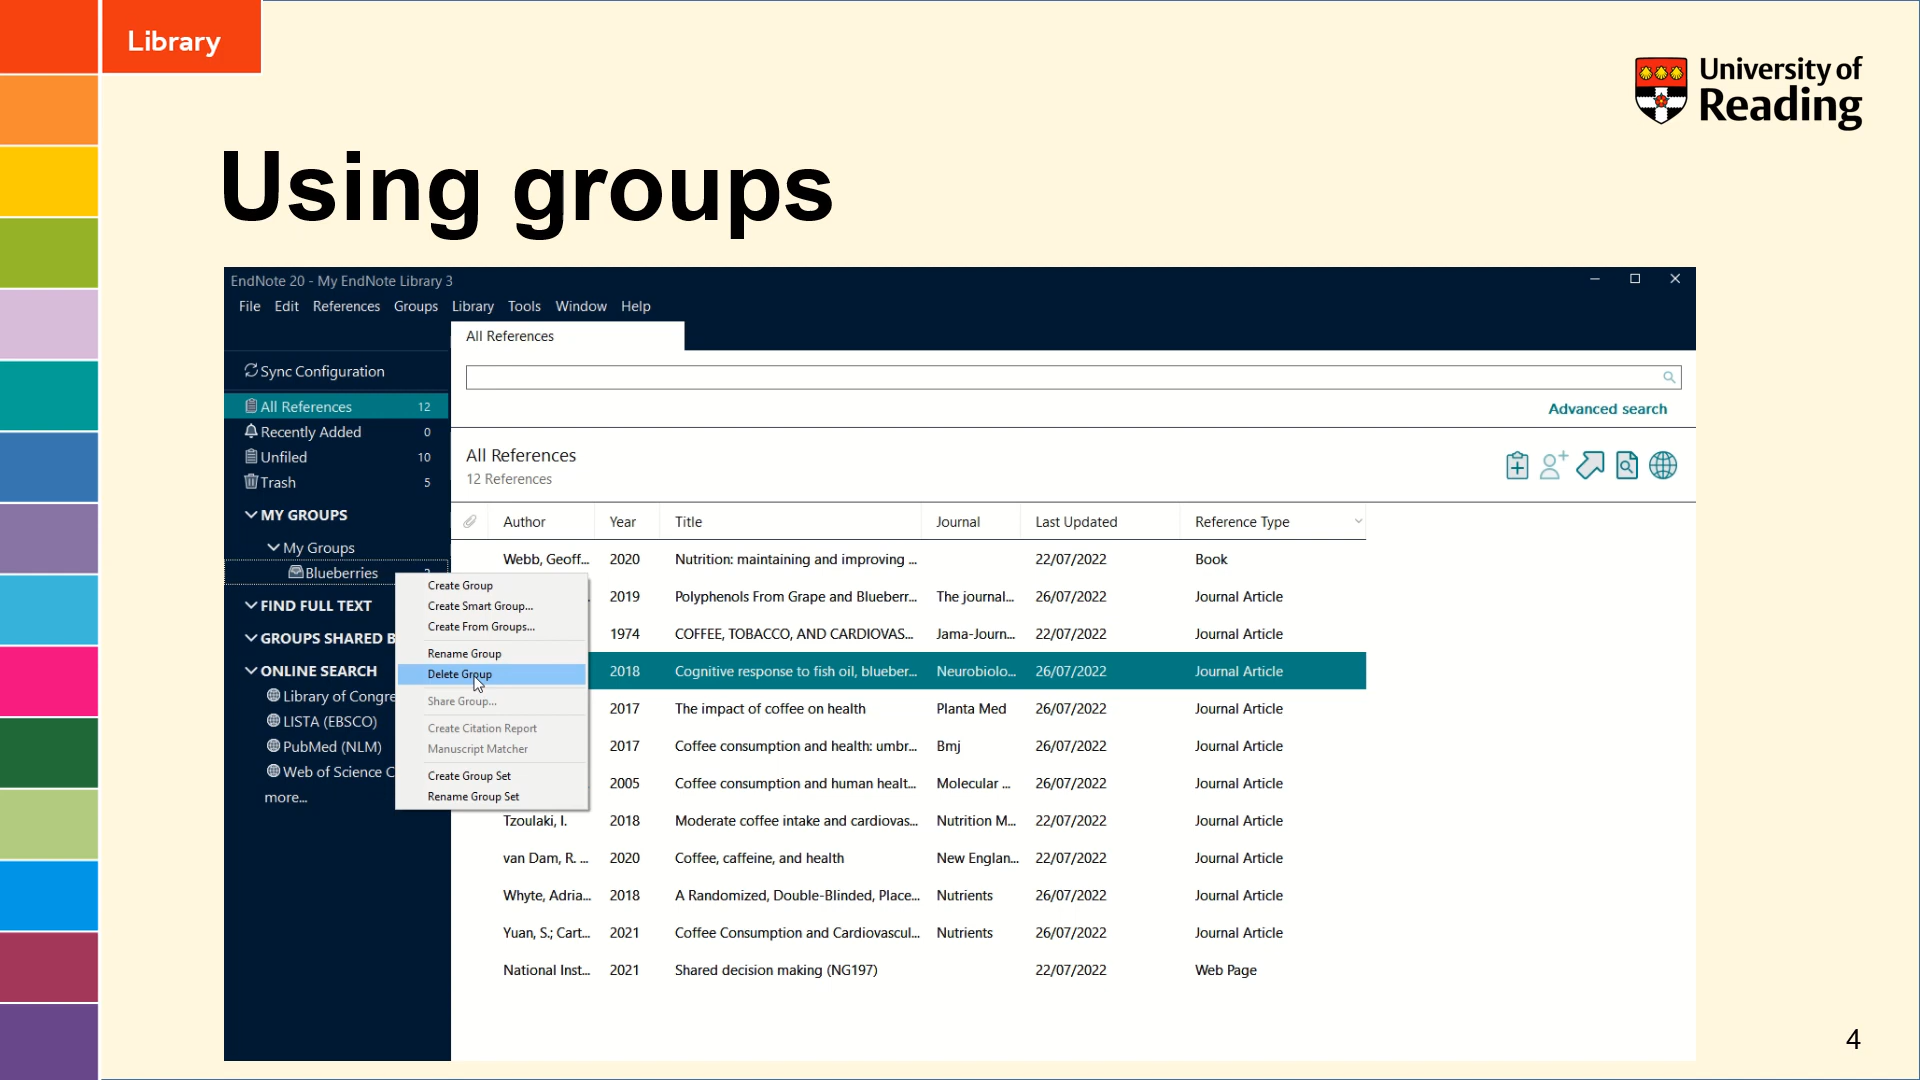 Library
University of
Reading
Using groups
EndNote 20 - My EndNote Library 3
File Edit References Groups Library Tools Window Help
All References
Sync Configuration
All References 12
Recently Added 0
Unfiled 10
Trash 5
MY GROUPS
My Groups
Blueberries
FIND FULL TEXT
GROUPS SHARED B
ONLINE SEARCH
Library of Congre
LISTA (EBSCO)
PubMed (NLM)
Web of Science C
more...
Create Group
Create Smart Group...
Create From Groups...
Rename Group
Delete Group
Share Group...
Create Citation Report
Manuscript Matcher
Create Group Set
Rename Group Set
Advanced search
All References
12 References
Author Year Title Journal Last Updated Reference Type
Webb, Geoff... 2020 Nutrition: maintaining and improving ... 22/07/2022 Book
2019 Polyphenols From Grape and Blueberr... The journal... 26/07/2022 Journal Article
1974 COFFEE, TOBACCO, AND CARDIOVAS... Jama-Journ... 22/07/2022 Journal Article
2018 Cognitive response to fish oil, blueber... Neurobiolo... 26/07/2022 Journal Article
2017 The impact of coffee on health Planta Med 26/07/2022 Journal Article
2017 Coffee consumption and health: umbr... Bmj 26/07/2022 Journal Article
2005 Coffee consumption and human healt... Molecular ... 26/07/2022 Journal Article
Tzoulaki, I. 2018 Moderate coffee intake and cardiovas... Nutrition M... 22/07/2022 Journal Article
van Dam, R. ... 2020 Coffee, caffeine, and health New Englan... 22/07/2022 Journal Article
Whyte, Adria... 2018 A Randomized, Double-Blinded, Place... Nutrients 26/07/2022 Journal Article
Yuan, S.; Cart... 2021 Coffee Consumption and Cardiovascul... Nutrients 26/07/2022 Journal Article
National Inst... 2021 Shared decision making (NG197) 22/07/2022 Web Page
4